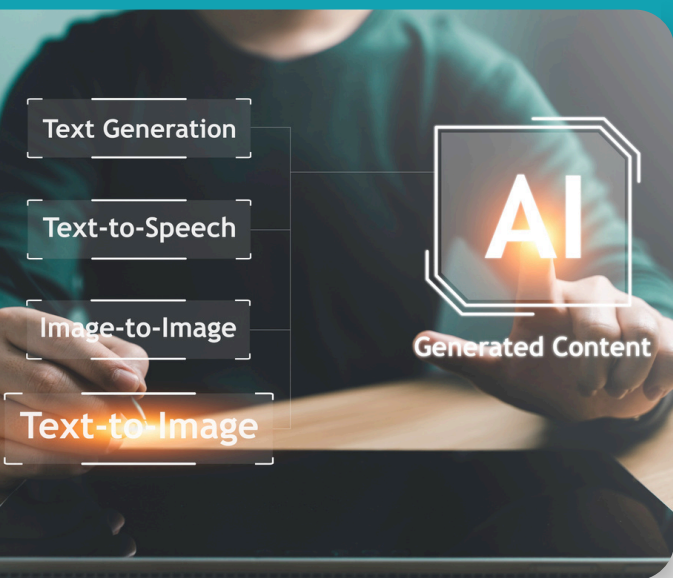 Text Generation
Text-to-Speech
Image-to-Image
Text-to-Image
AI
Generated Content